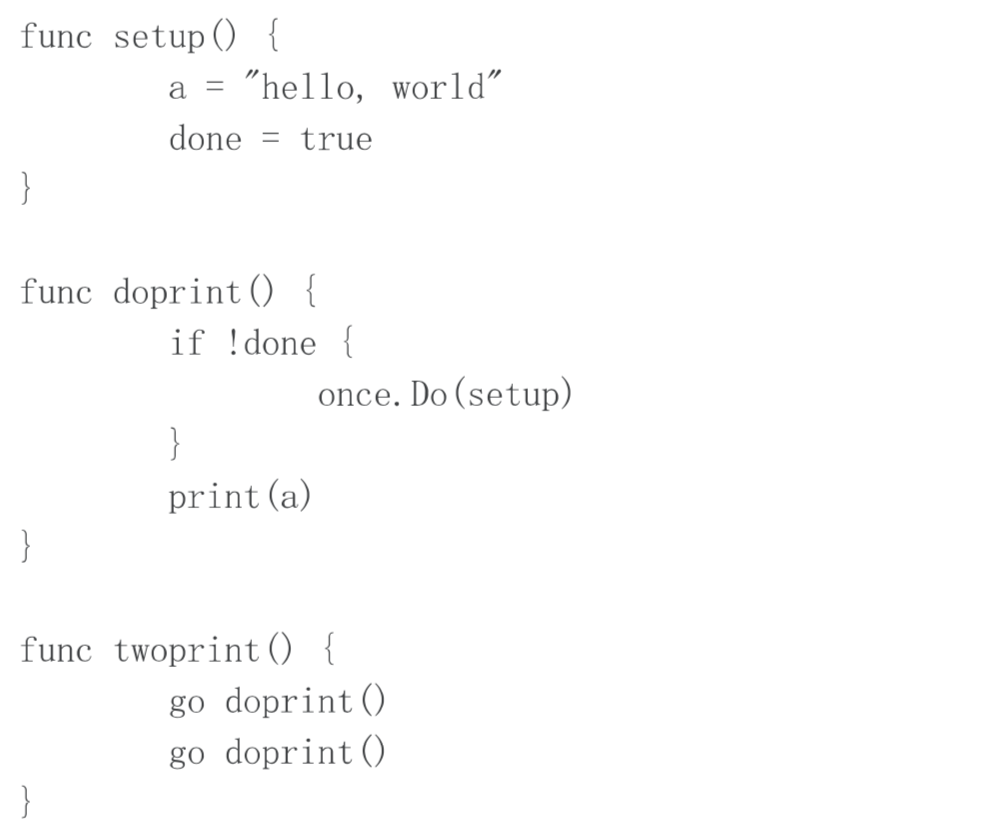 func setup() {
        a = "hello, world"
        done = true
}

func doprint() {
        if !done {
                once.Do(setup)
        }
        print(a)
}

func twoprint() {
        go doprint()
        go doprint()
}